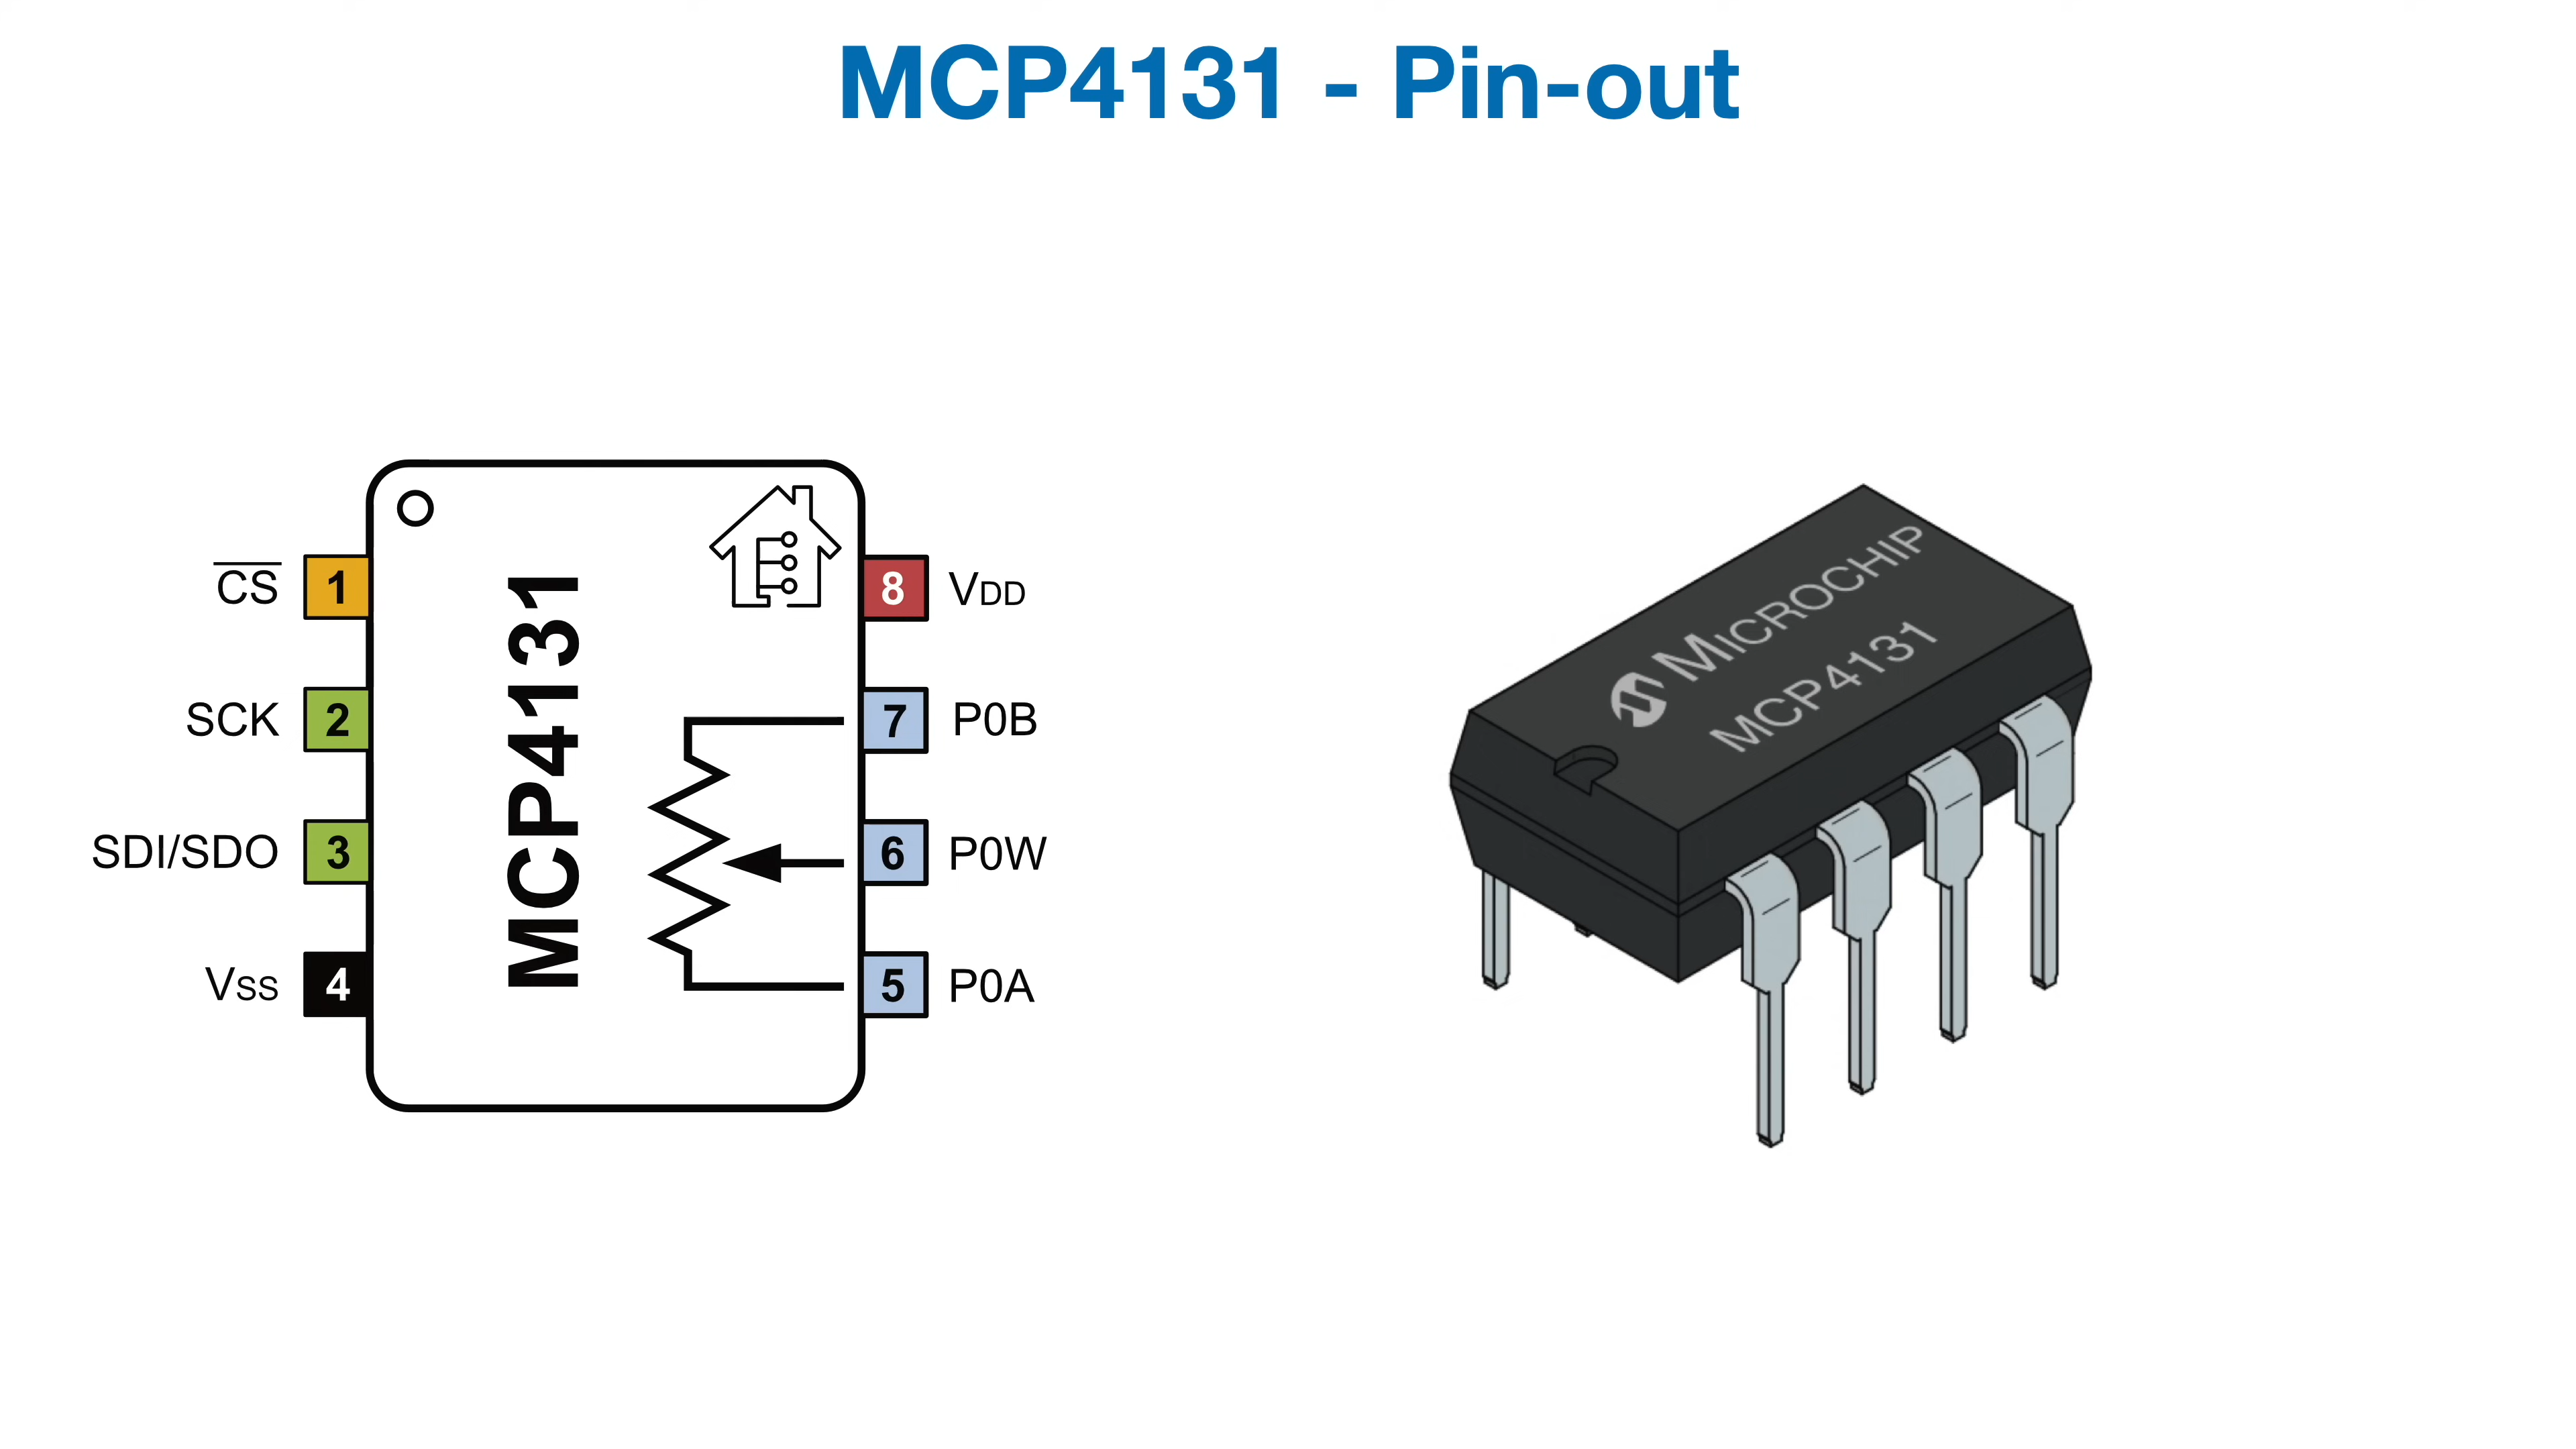 MCP4131 - Pin-out
CS
1
SCK
2
SDI/SDO
3
Vss
4
MCP4131
8
VDD
7
P0B
6
P0W
5
P0A
MICROCHIP
MCP4131